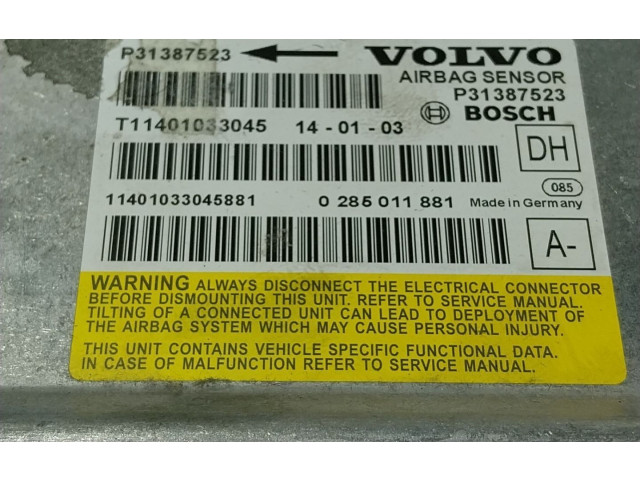 P31387523 VOLVO
AIRBAG SENSOR
P31387523
T11401033045 14-01-03 BOSCH
DH
085
11401033045881 0 285 011 881 Made in Germany
A-
WARNING ALWAYS DISCONNECT THE ELECTRICAL CONNECTOR
BEFORE DISMOUNTING THIS UNIT. REFER TO SERVICE MANUAL.
TILTING OF A CONNECTED UNIT CAN LEAD TO DEPLOYMENT OF
THE AIRBAG SYSTEM WHICH MAY CAUSE PERSONAL INJURY.
THIS UNIT CONTAINS VEHICLE SPECIFIC FUNCTIONAL DATA.
IN CASE OF MALFUNCTION REFER TO SERVICE MANUAL.